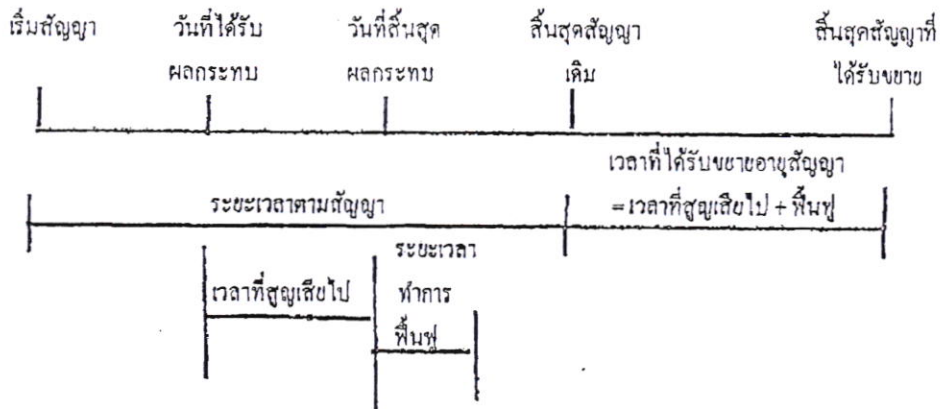 เริ่มสัญญา วันที่ได้รับ วันที่สิ้นสุด สิ้นสุดสัญญา สิ้นสุดสัญญาที่
ผลกระทบ ผลกระทบ เดิม ได้รับขยาย
เวลาที่ได้รับขยายอายุสัญญา
ระยะเวลาตามสัญญา =เวลาที่สูญเสียไป + ฟื้นฟู
ระยะเวลา
เวลาที่สูญเสียไป ทำการ
ฟื้นฟู